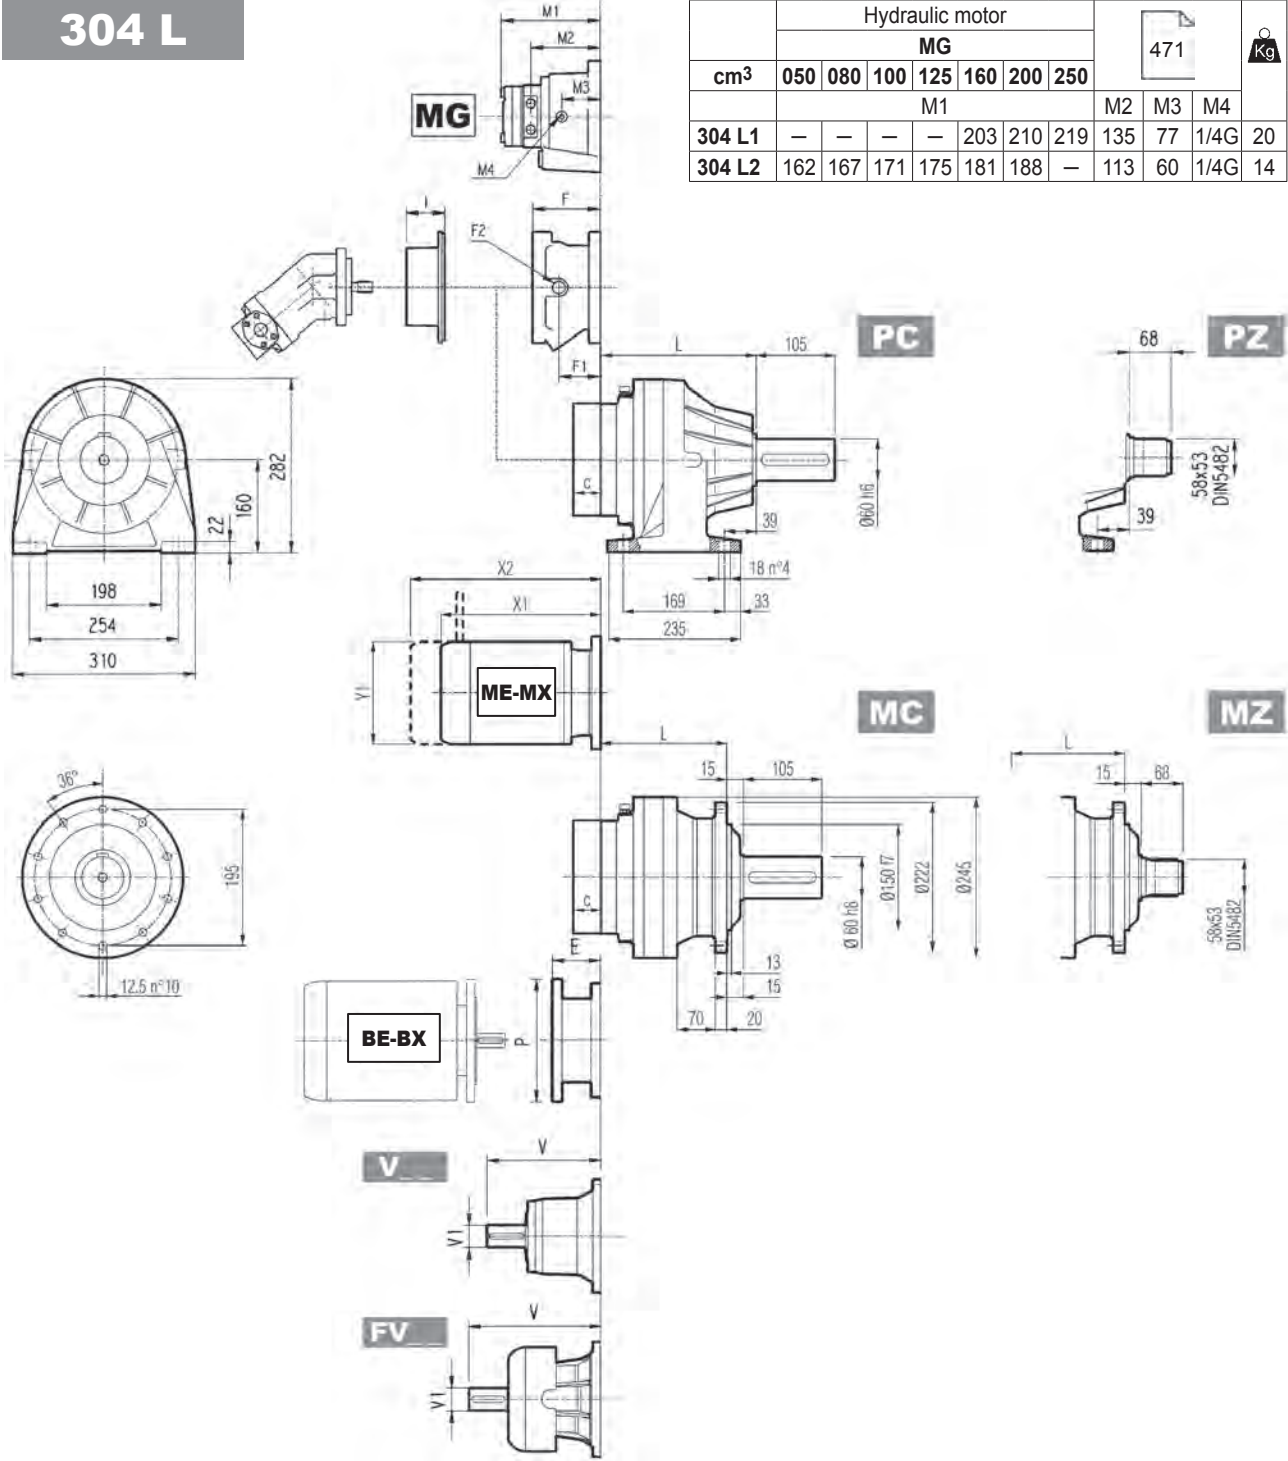 304 L
Hydraulic motor
MG
471
Kg
cm3 050 080 100 125 160 200 250
M1 M2 M3 M4
304 L1 — — — — 203 210 219 135 77 1/4G 20
304 L2 162 167 171 175 181 188 — 113 60 1/4G 14
M1
M2
M3
MG
M4
I
F
F2
F1
PC
PZ
L 105
68
58x53
DIN5482
39
282
160
22
198
254
310
C
Ø60 h6
39
18 n°4
169 33
235
X2
X1
Y1
ME-MX
MC
MZ
L
15 105
L
15 68
36°
195
12.5 n°10
C
Ø 60 h6
Ø150 f7
Ø222
Ø245
58x53
DIN5482
13
15
70 20
E
P
BE-BX
V__
V
V1
FV__
V
V1